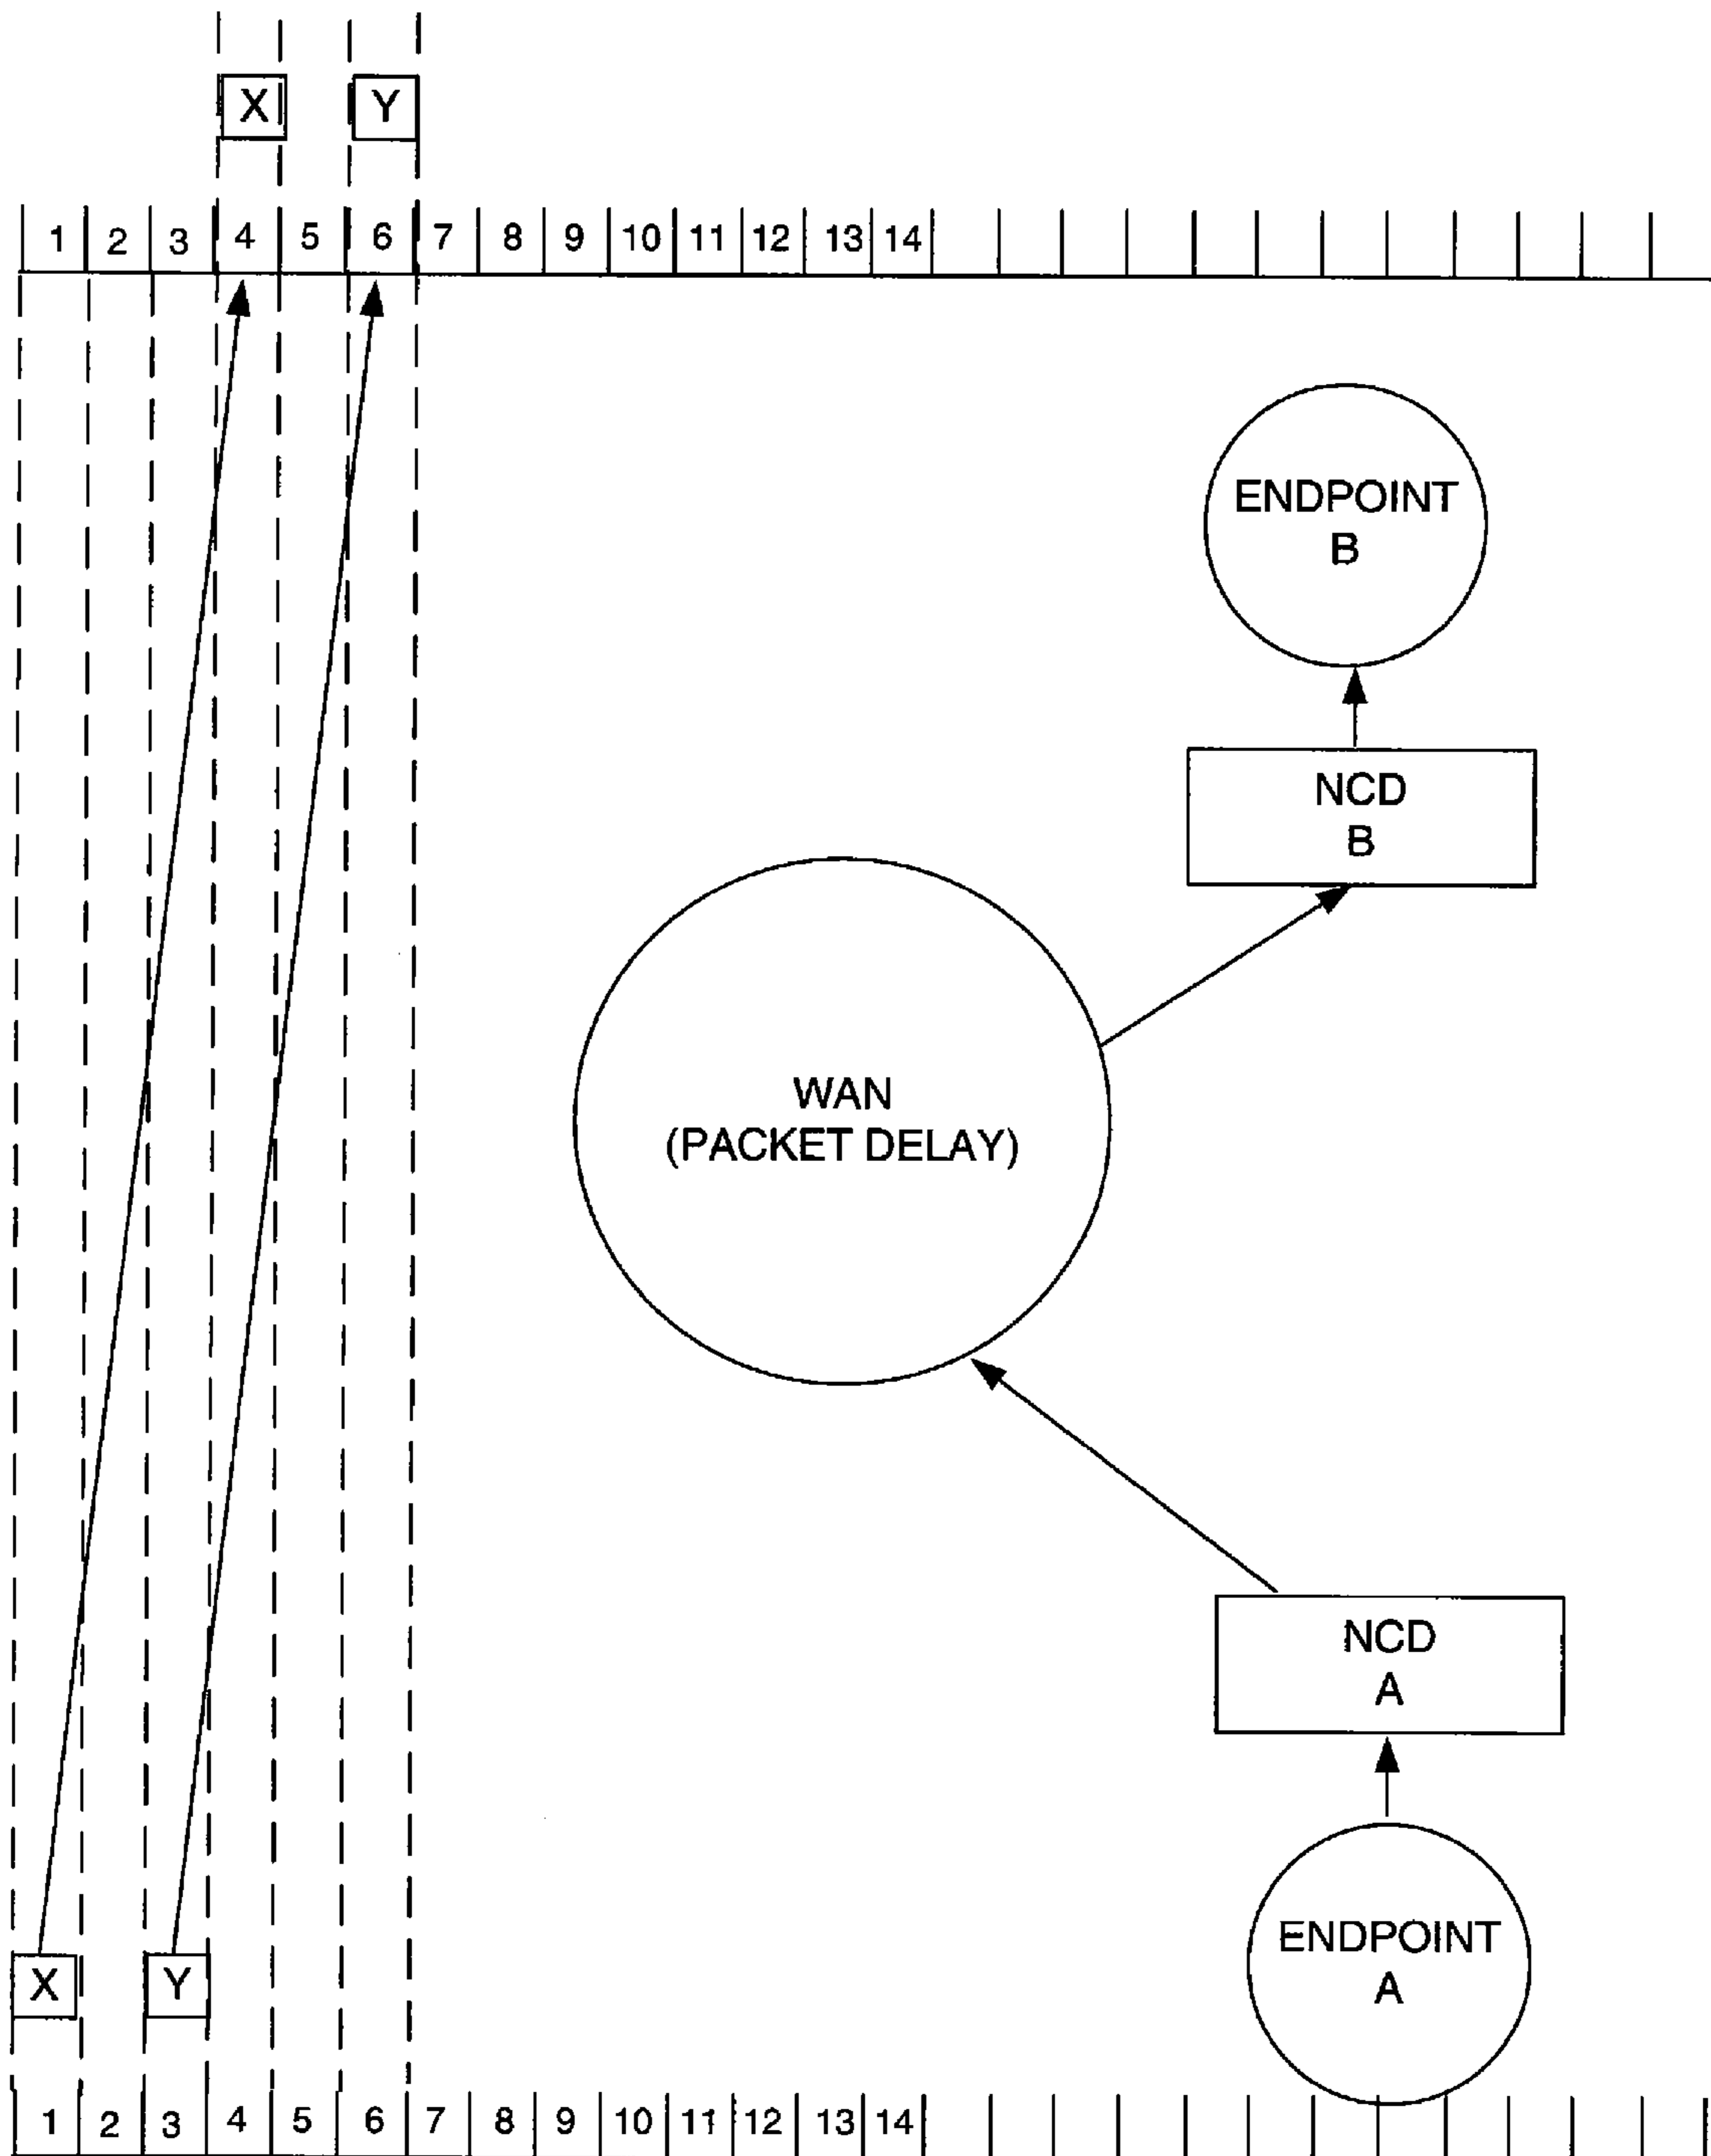 X Y
1 2 3 4 5 6 7 8 9 10 11 12 13 14
ENDPOINT
B
NCD
B
WAN
(PACKET DELAY)
NCD
A
ENDPOINT
A
X Y
1 2 3 4 5 6 7 8 9 10 11 12 13 14